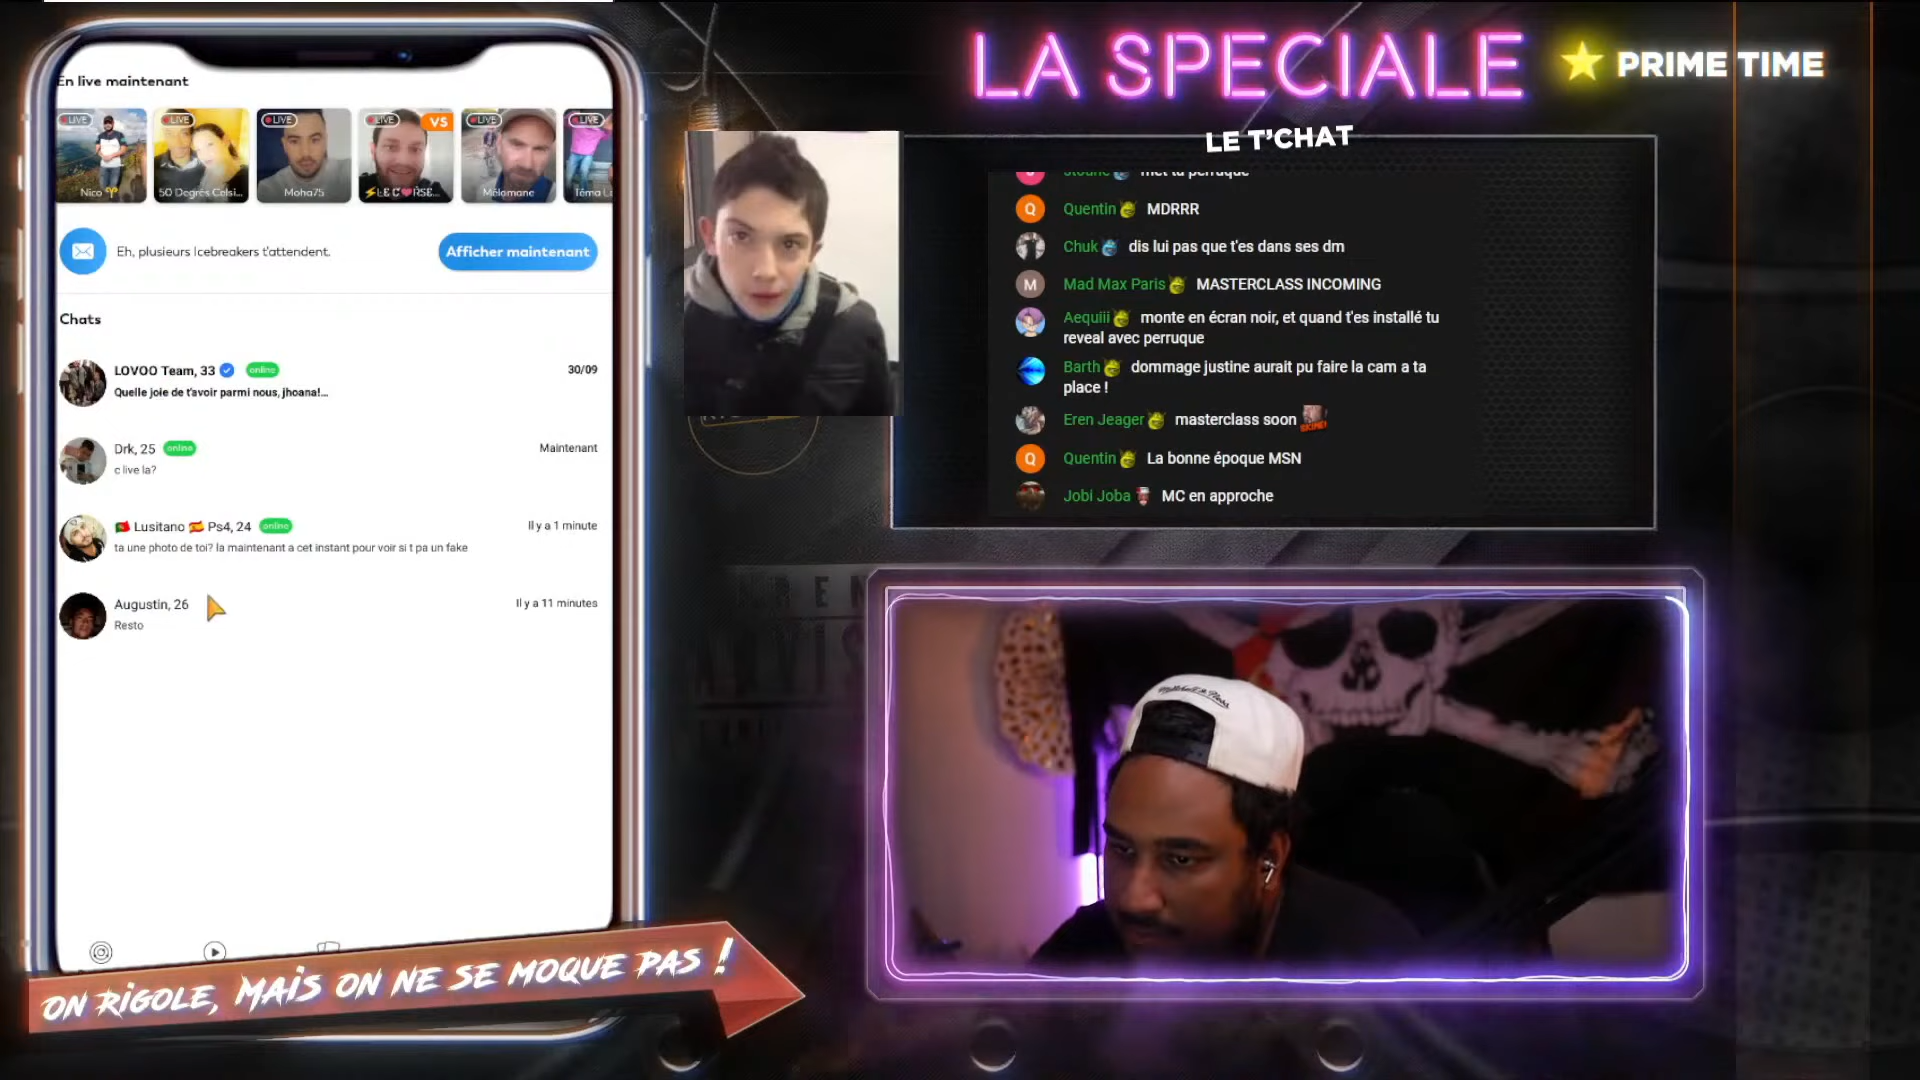 En live maintenant
LIVE
LIVE
LIVE
LIVE
VS
LIVE
LIVE
Nico
50 Degrés Celsi...
Moha75
Mélomane
Eh, plusieurs Icebreakers t'attendent.
Afficher maintenant
Chats
LOVOO Team, 33 online 30/09
Quelle joie de t'avoir parmi nous, jhoana!...
Drk, 25 online Maintenant
c live la?
Lusitano Ps4, 24 online Il y a 1 minute
ta une photo de toi? la maintenant a cet instant pour voir si t pa un fake
Augustin, 26 Il y a 11 minutes
Resto
ON RIGOLE, MAIS ON NE SE MOQUE PAS !
LA SPECIALE
PRIME TIME
LE T'CHAT
met ta perruque
Quentin MDRRR
Chuk dis lui pas que t'es dans ses dm
M Mad Max Paris MASTERCLASS INCOMING
Aequiii monte en écran noir, et quand t'es installé tu
reveal avec perruque
Barth dommage justine aurait pu faire la cam a ta
place !
Eren Jeager masterclass soon
Q Quentin La bonne époque MSN
Jobi Joba MC en approche
Mitchell & Ness